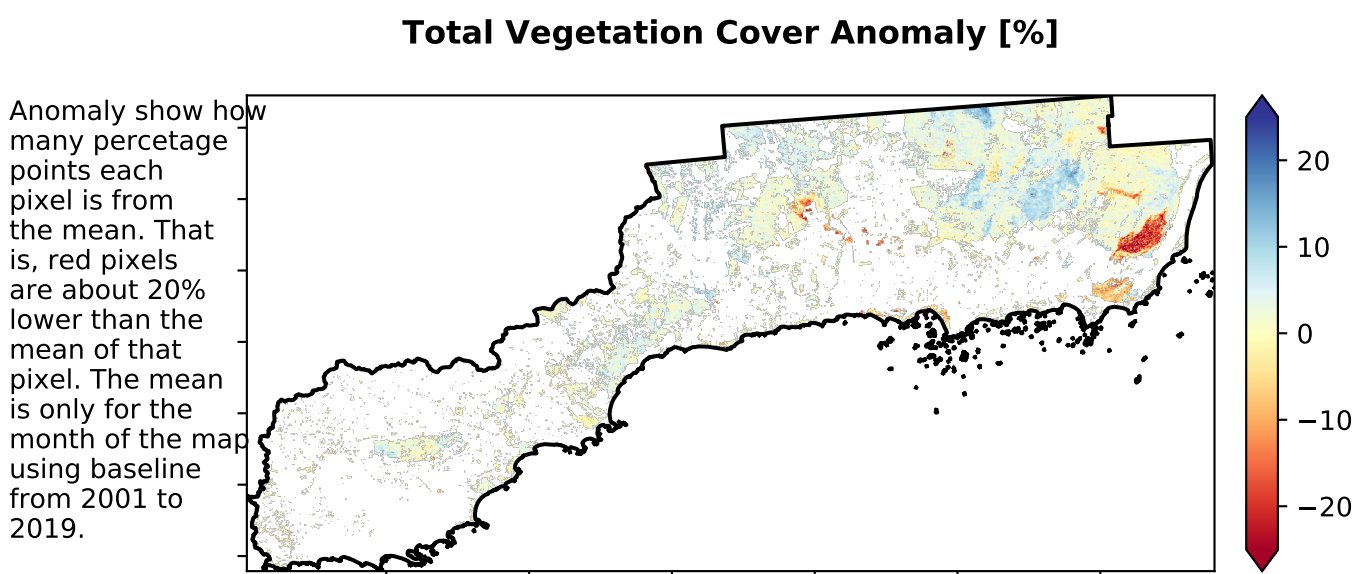 Total Vegetation Cover Anomaly [%]
Anomaly show how
many percetage
points each
pixel is from
the mean. That
is, red pixels
are about 20%
lower than the
mean of that
pixel. The mean
is only for the
month of the map
using baseline
from 2001 to
2019.
20
10
0
−10
−20